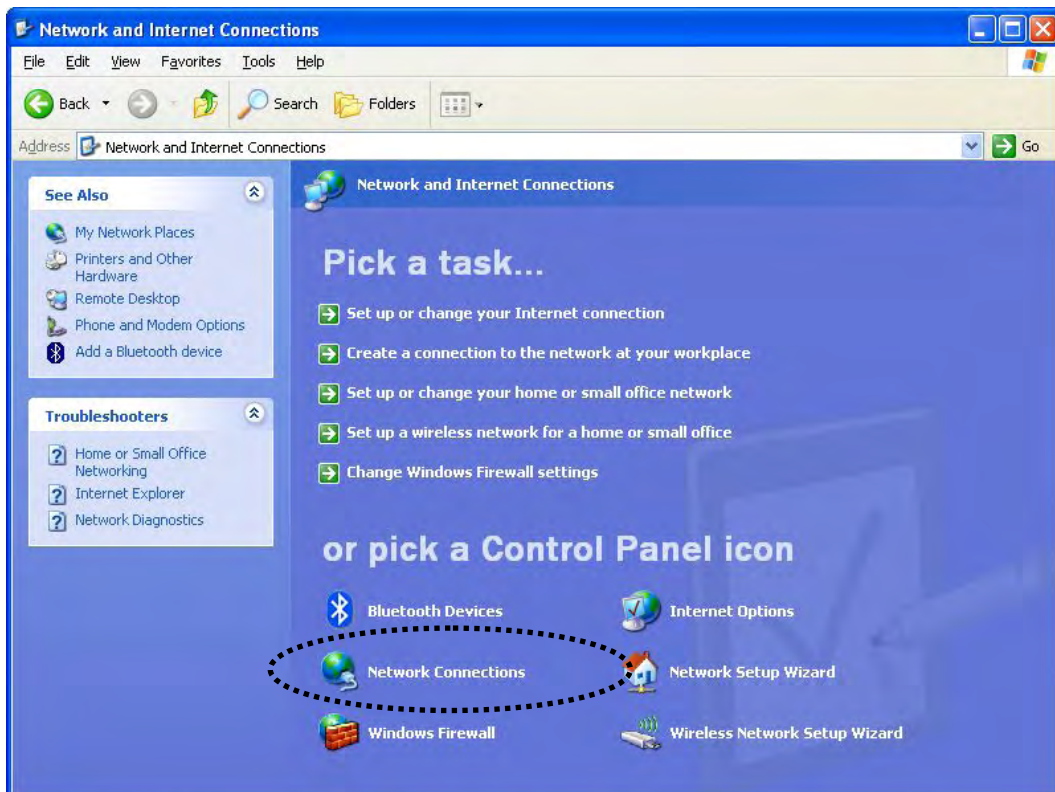 Network and Internet Connections
File Edit View Favorites Tools Help
Back Search Folders
Address Network and Internet Connections Go
See Also
My Network Places
Printers and Other
Hardware
Remote Desktop
Phone and Modem Options
Add a Bluetooth device
Troubleshooters
Home or Small Office
Networking
Internet Explorer
Network Diagnostics
Network and Internet Connections
Pick a task...
Set up or change your Internet connection
Create a connection to the network at your workplace
Set up or change your home or small office network
Set up a wireless network for a home or small office
Change Windows Firewall settings
or pick a Control Panel icon
Bluetooth Devices Internet Options
Network Connections Network Setup Wizard
Windows Firewall Wireless Network Setup Wizard